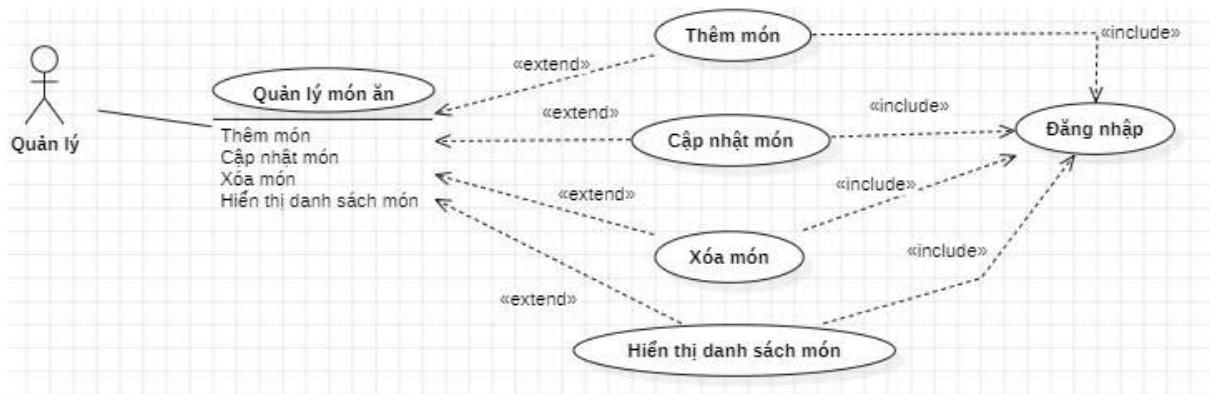 Quản lý
Quản lý món ăn
Thêm món
Cập nhật món
Xóa món
Hiển thị danh sách món
«extend»
«extend»
«extend»
«extend»
Thêm món
Cập nhật món
Xóa món
Hiển thị danh sách món
«include»
«include»
«include»
«include»
Đăng nhập